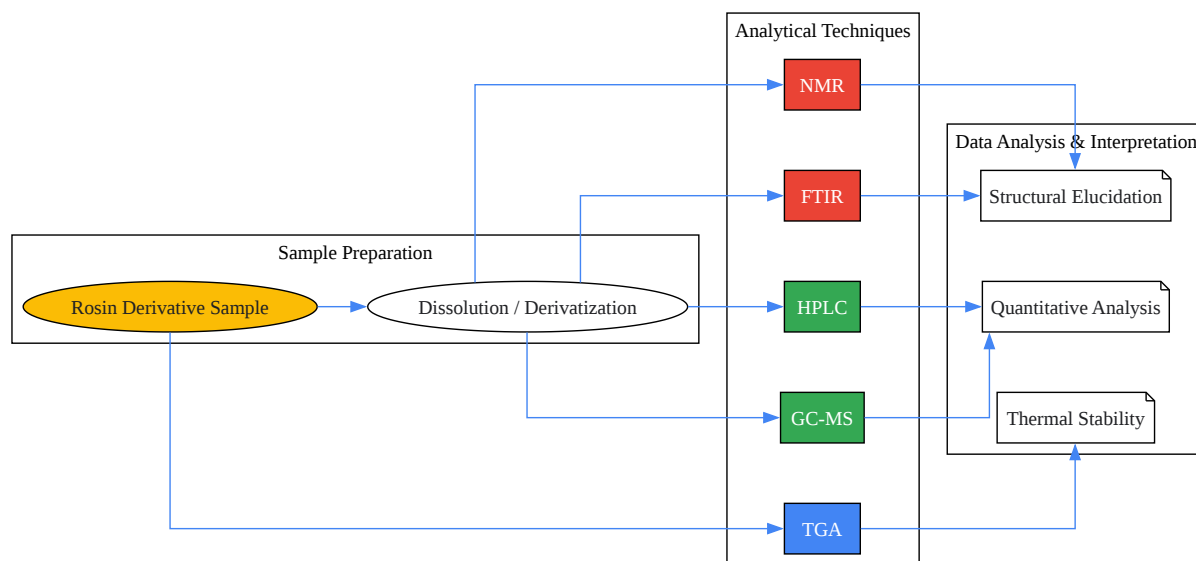 Analytical Techniques
NMR
Data Analysis & Interpretation
FTIR
Structural Elucidation
Sample Preparation
Rosin Derivative Sample
Dissolution / Derivatization
HPLC
Quantitative Analysis
GC-MS
Thermal Stability
TGA